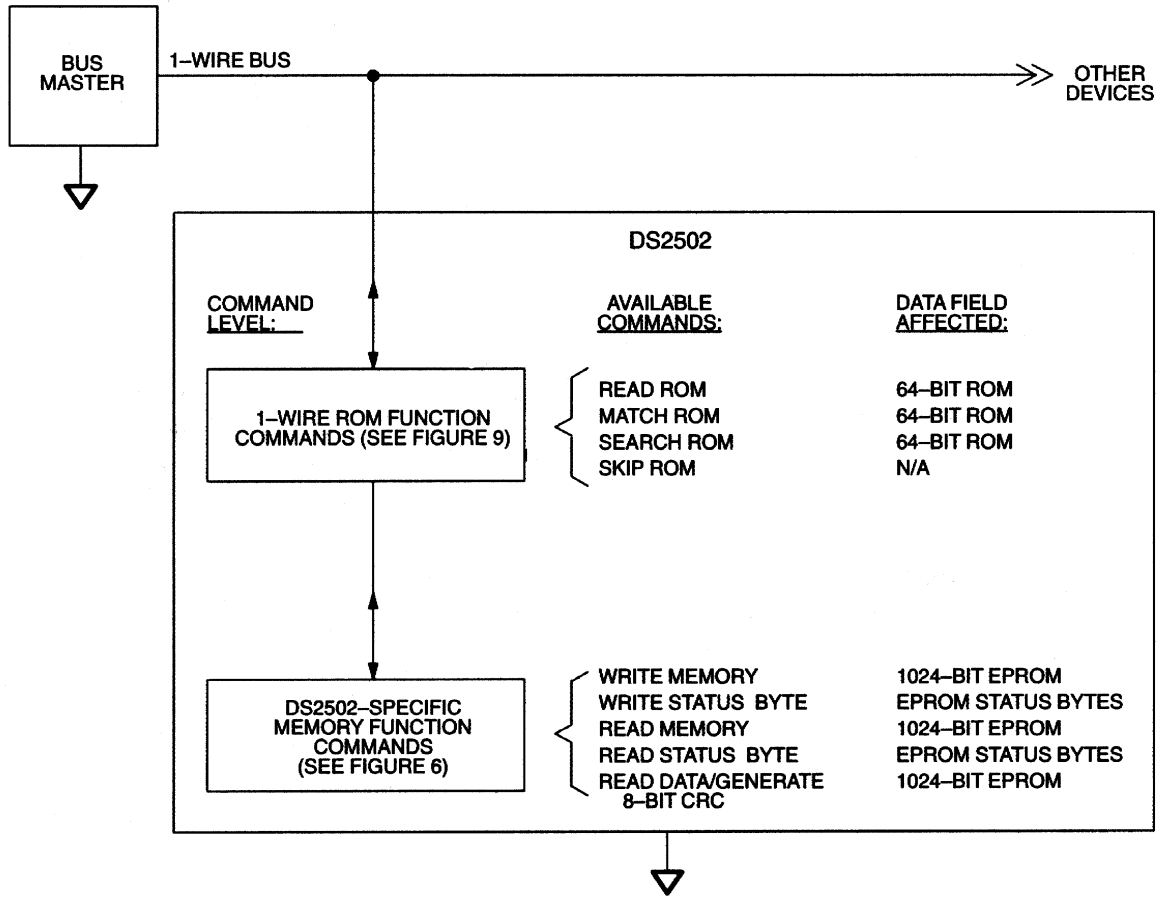 BUS
MASTER
1–WIRE BUS
OTHER
DEVICES
DS2502
COMMAND
LEVEL:
AVAILABLE
COMMANDS:
DATA FIELD
AFFECTED:
1–WIRE ROM FUNCTION
COMMANDS (SEE FIGURE 9)
READ ROM 64–BIT ROM
MATCH ROM 64–BIT ROM
SEARCH ROM 64–BIT ROM
SKIP ROM N/A
DS2502–SPECIFIC
MEMORY FUNCTION
COMMANDS
(SEE FIGURE 6)
WRITE MEMORY 1024–BIT EPROM
WRITE STATUS BYTE EPROM STATUS BYTES
READ MEMORY 1024–BIT EPROM
READ STATUS BYTE EPROM STATUS BYTES
READ DATA/GENERATE 1024–BIT EPROM
8–BIT CRC